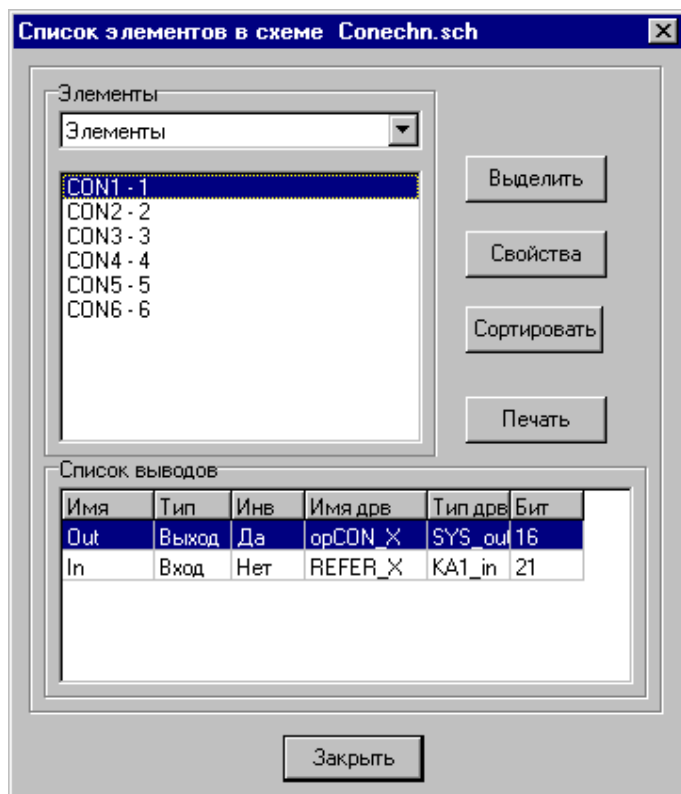 Список элементов в схеме Conechn.sch
Элементы
Элементы
CON1 - 1
CON2 - 2
CON3 - 3
CON4 - 4
CON5 - 5
CON6 - 6
Выделить
Свойства
Сортировать
Печать
Список выводов
Имя Тип Инв Имя дрв Тип дрв Бит
Out Выход Да opCON_X SYS_out 16
In Вход Нет REFER_X KA1_in 21
Закрыть